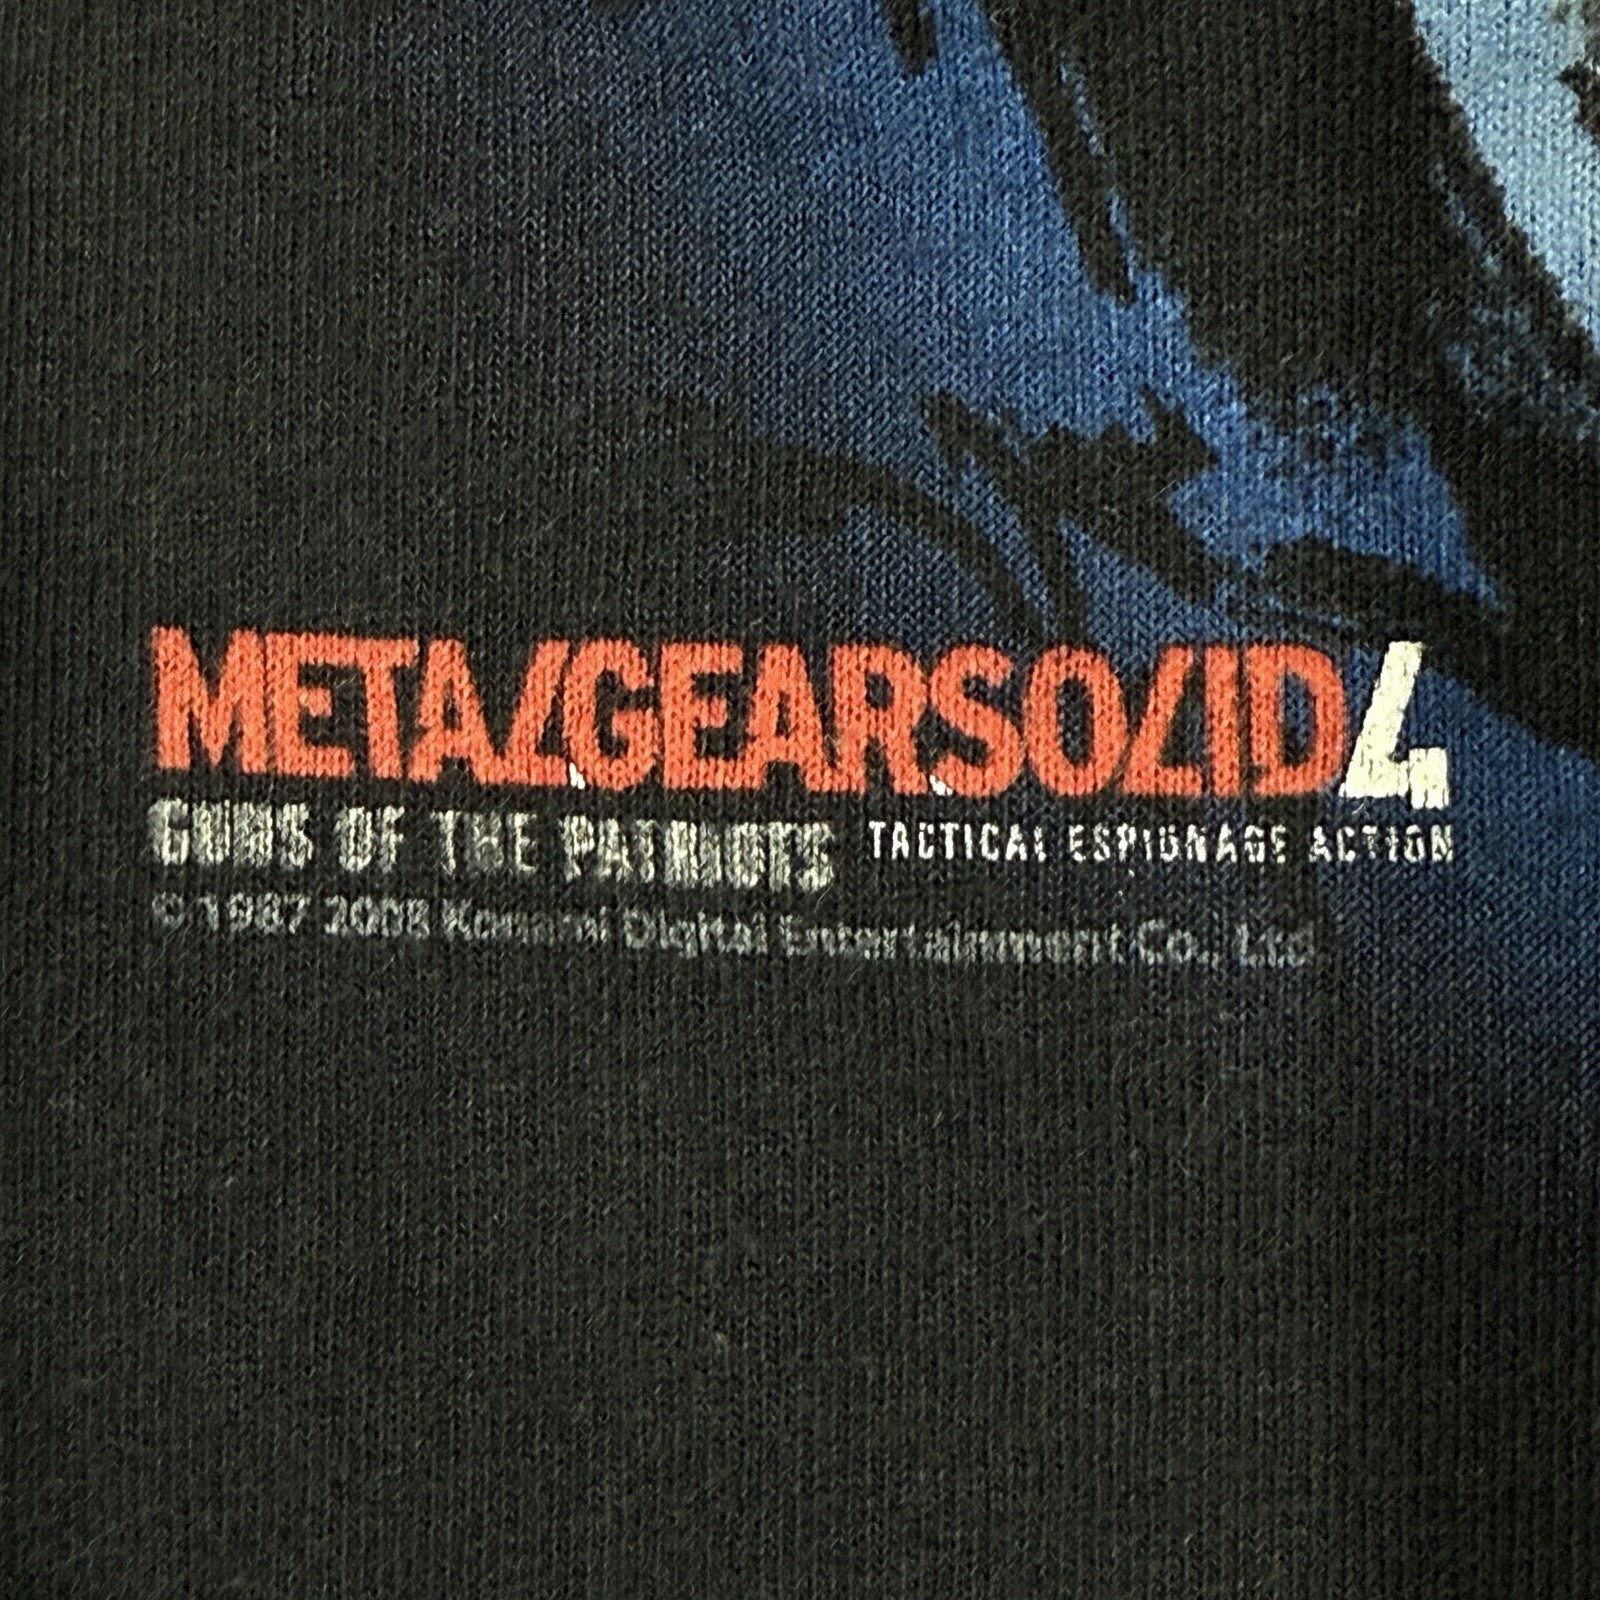 METAL GEAR SOLID 4
GUNS OF THE PATRIOTS TACTICAL ESPIONAGE ACTION
© 1987 2008 Konami Digital Entertainment Co., Ltd